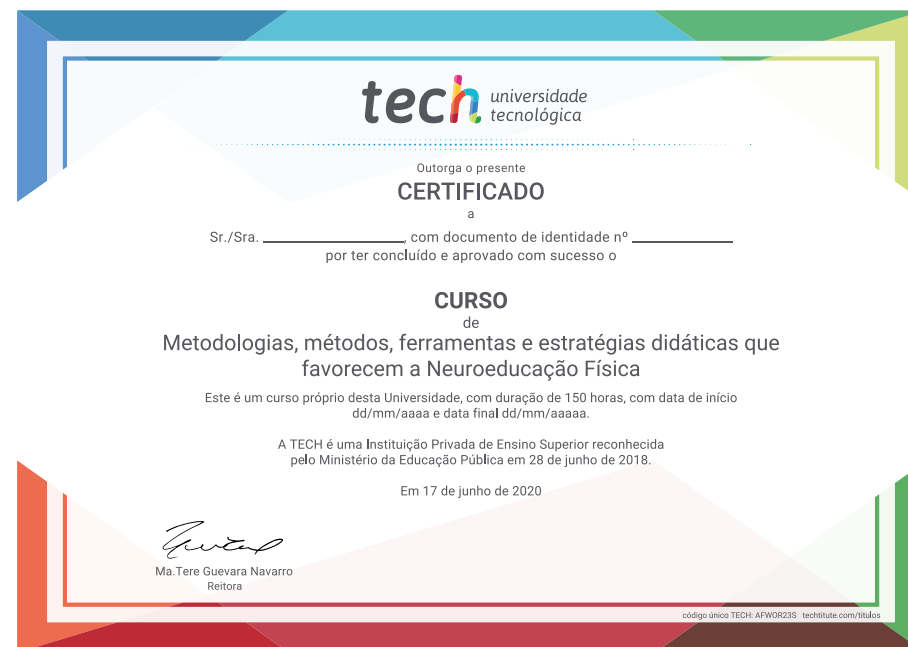 tech universidade
tecnológica
Outorga o presente
CERTIFICADO
a
Sr./Sra. ____________________, com documento de identidade nº ______________
por ter concluído e aprovado com sucesso o
CURSO
de
Metodologias, métodos, ferramentas e estratégias didáticas que
favorecem a Neuroeducação Física
Este é um curso próprio desta Universidade, com duração de 150 horas, com data de início
dd/mm/aaaa e data final dd/mm/aaaaa.
A TECH é uma Instituição Privada de Ensino Superior reconhecida
pelo Ministério da Educação Pública em 28 de junho de 2018.
Em 17 de junho de 2020
Ma.Tere Guevara Navarro
Reitora
código único TECH: AFWOR23S techtitute.com/titulos